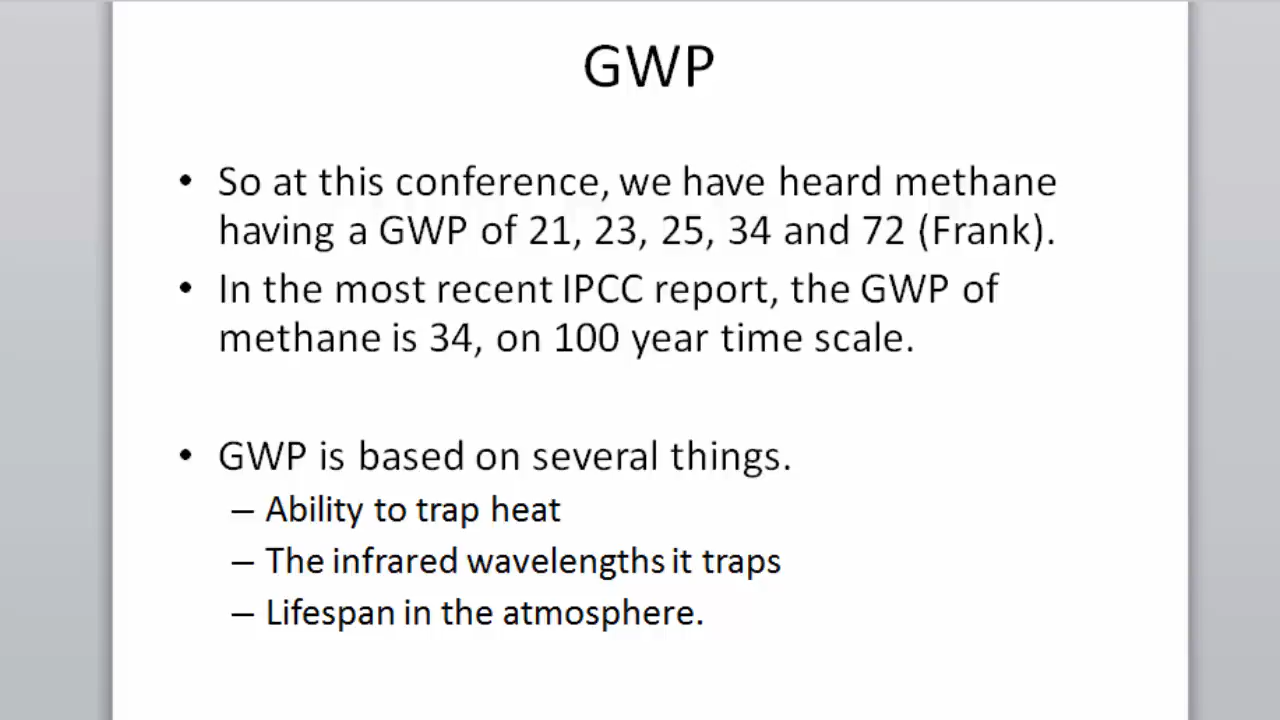 GWP
• So at this conference, we have heard methane
having a GWP of 21, 23, 25, 34 and 72 (Frank).
• In the most recent IPCC report, the GWP of
methane is 34, on 100 year time scale.
• GWP is based on several things.
– Ability to trap heat
– The infrared wavelengths it traps
– Lifespan in the atmosphere.